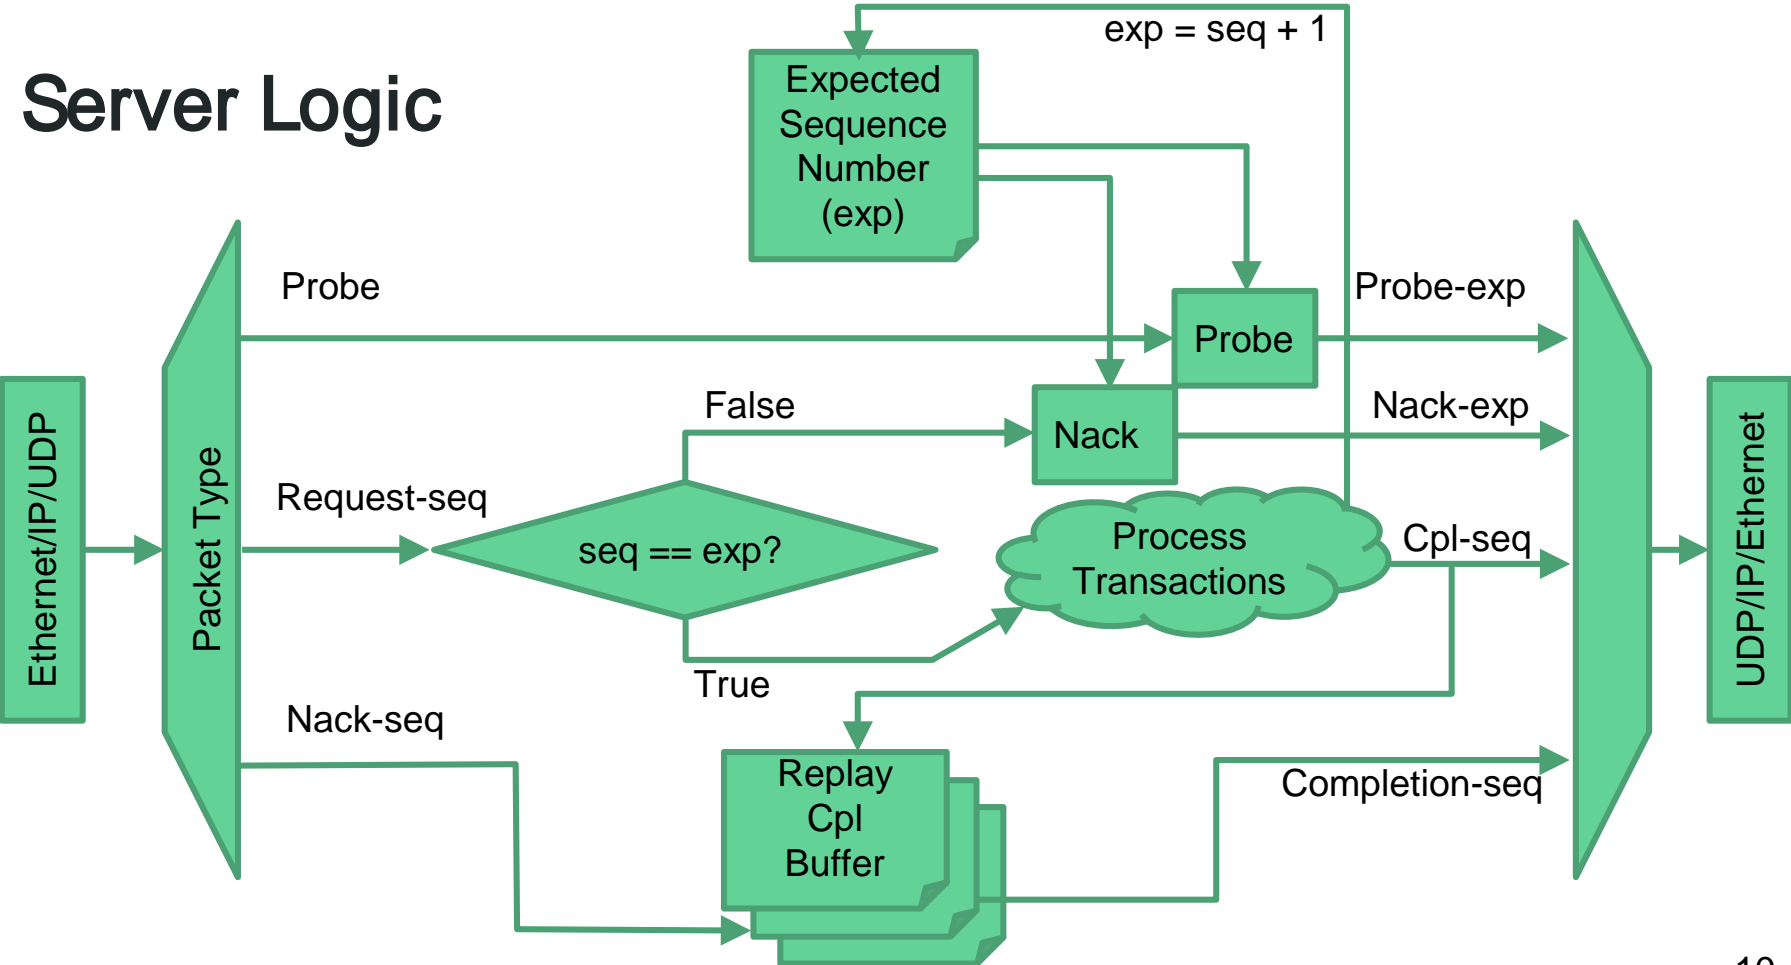 Server Logic
exp = seq + 1
Expected
Sequence
Number
(exp)
Probe
Probe
Probe-exp
False
Nack
Nack-exp
Ethernet/IP/UDP
Packet Type
Request-seq
seq == exp?
Process
Transactions
Cpl-seq
UDP/IP/Ethernet
True
Nack-seq
Replay
Cpl
Buffer
Completion-seq
10